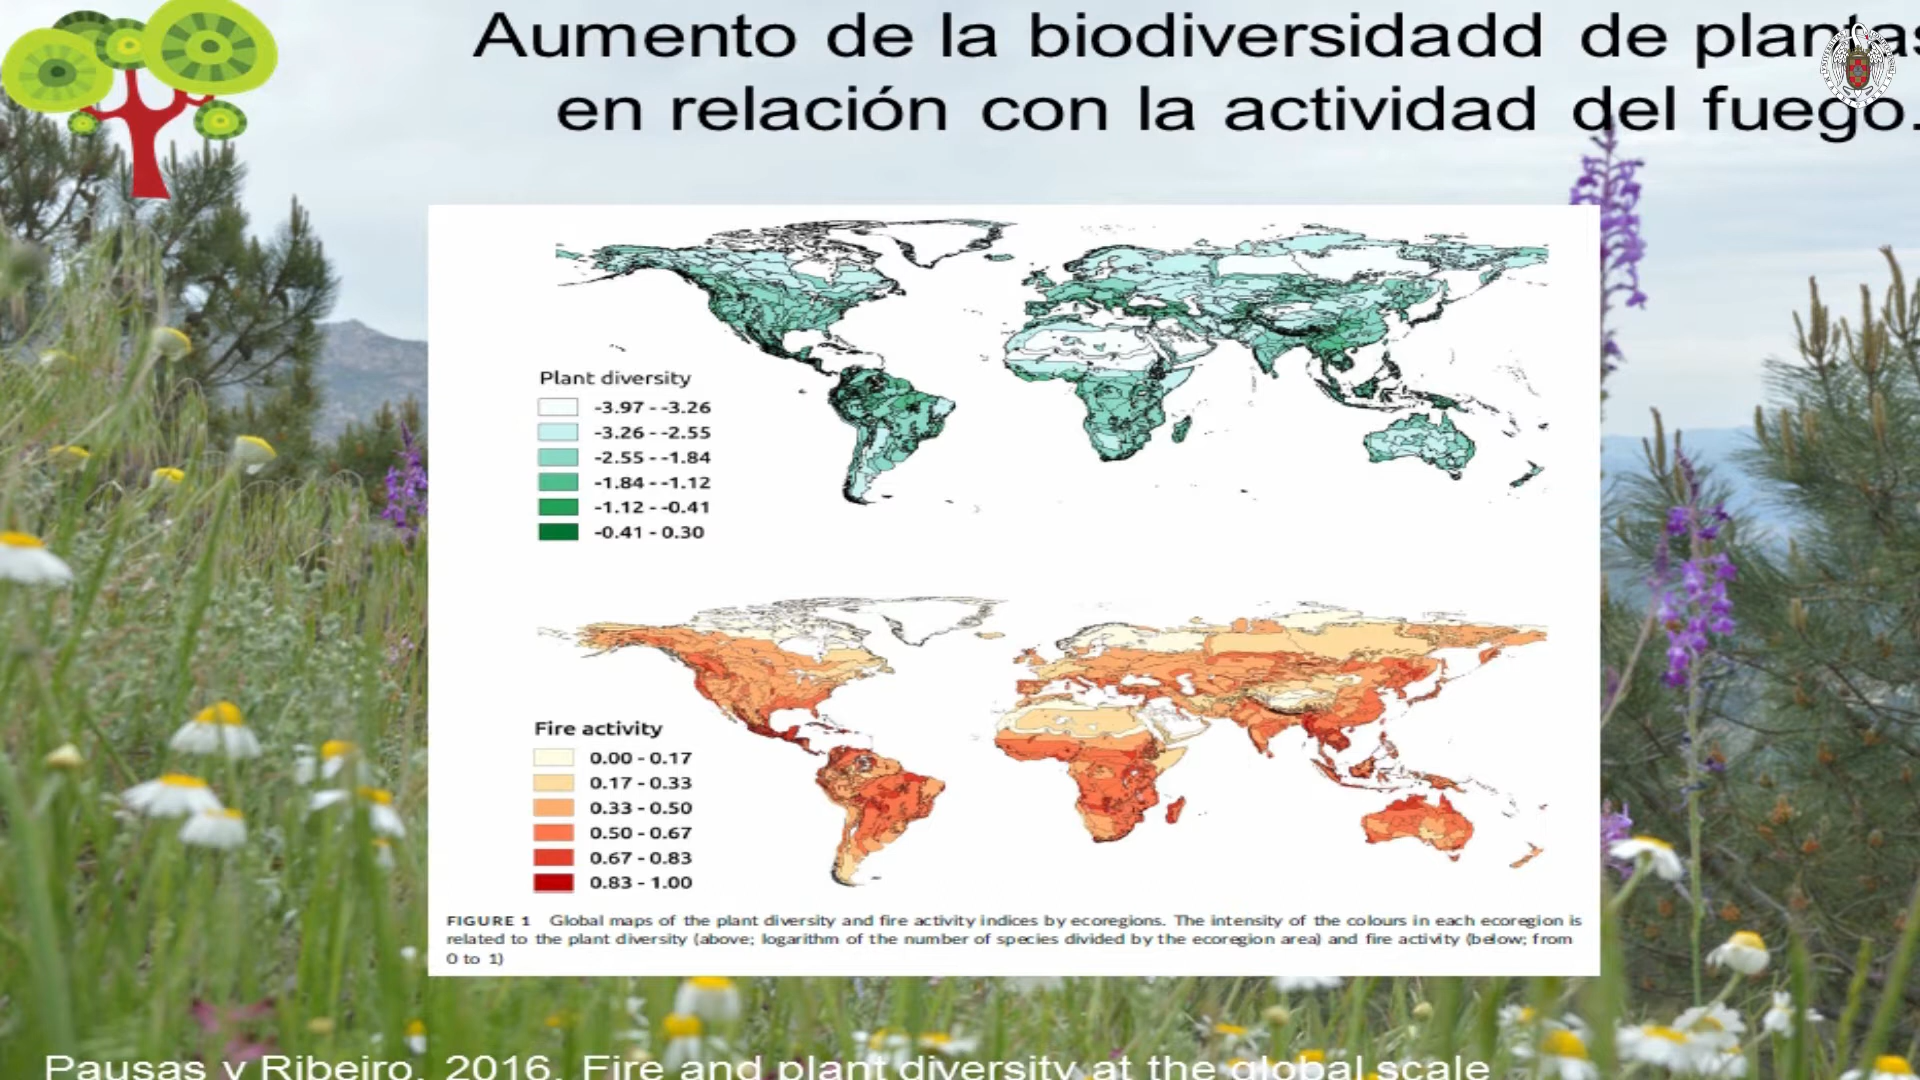 Aumento de la biodiversidadd de plantas
en relación con la actividad del fuego.
Plant diversity
-3.97 - -3.26
-3.26 - -2.55
-2.55 - -1.84
-1.84 - -1.12
-1.12 - -0.41
-0.41 - 0.30
Fire activity
0.00 - 0.17
0.17 - 0.33
0.33 - 0.50
0.50 - 0.67
0.67 - 0.83
0.83 - 1.00
FIGURE 1 Global maps of the plant diversity and fire activity indices by ecoregions. The intensity of the colours in each ecoregion is
related to the plant diversity (above; logarithm of the number of species divided by the ecoregion area) and fire activity (below; from
0 to 1)
Pausas y Ribeiro, 2016. Fire and plant diversity at the global scale